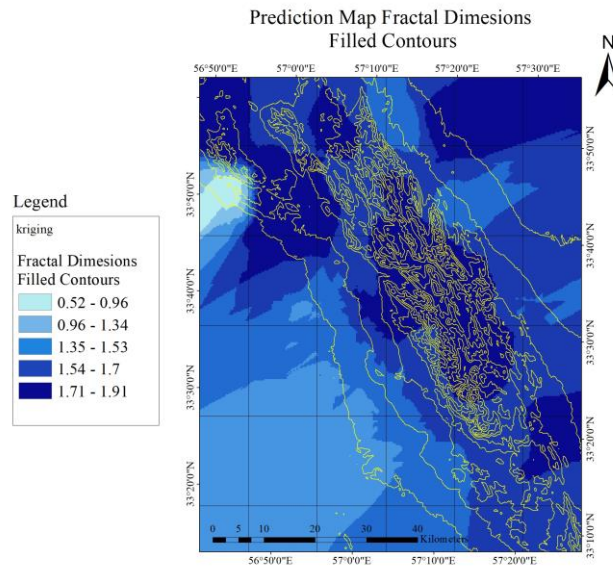 Prediction Map Fractal Dimesions
Filled Contours
N
56°50'0"E 57°0'0"E 57°10'0"E 57°20'0"E 57°30'0"E
33°50'0"N
33°50'0"N
33°40'0"N
33°40'0"N
33°30'0"N
33°30'0"N
33°20'0"N
33°20'0"N
33°10'0"N
Legend
kriging
Fractal Dimesions
Filled Contours
0.52 - 0.96
0.96 - 1.34
1.35 - 1.53
1.54 - 1.7
1.71 - 1.91
0 5 10 20 30 40
Kilometers
56°50'0"E 57°0'0"E 57°10'0"E 57°20'0"E